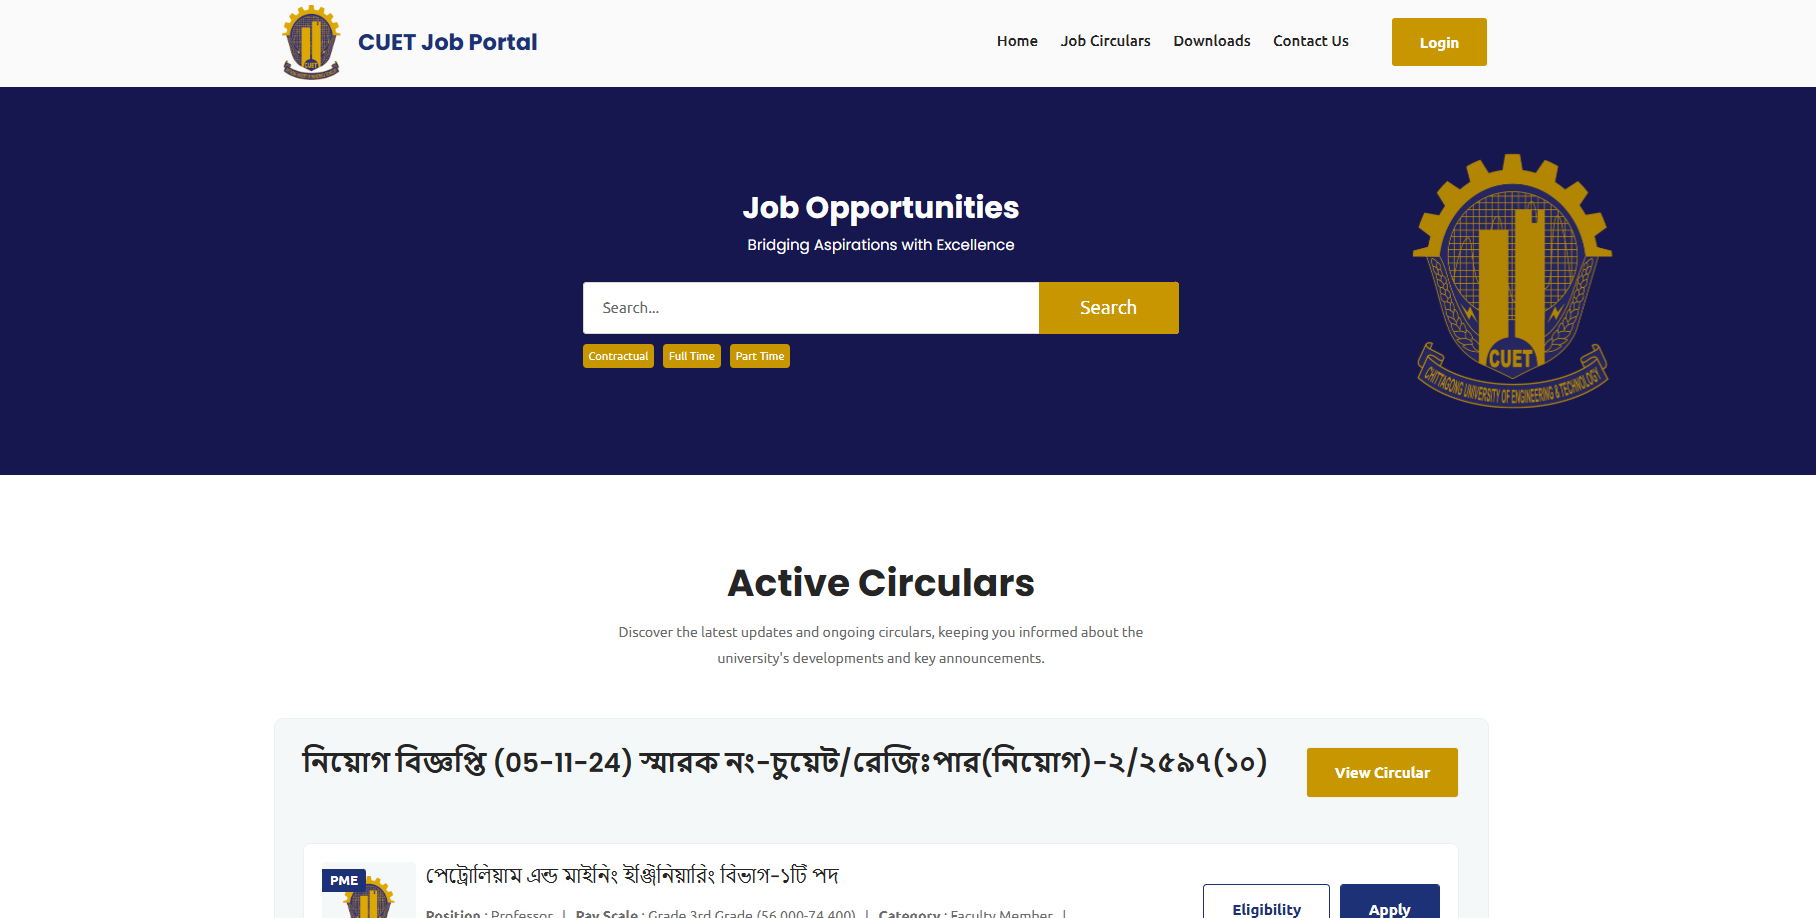 CUET Job Portal
Home Job Circulars Downloads Contact Us Login
Job Opportunities
Bridging Aspirations with Excellence
Search... Search
Contractual Full Time Part Time
CUET
CHITTAGONG UNIVERSITY OF ENGINEERING & TECHNOLOGY
Active Circulars
Discover the latest updates and ongoing circulars, keeping you informed about the
university's developments and key announcements.
নিয়োগ বিজ্ঞপ্তি (05-11-24) স্মারক নং-চুয়েট/রেজিঃপার(নিয়োগ)-২/২৫৯৭(১০) View Circular
PME
পেট্রোলিয়াম এন্ড মাইনিং ইঞ্জিনিয়ারিং বিভাগ-১টি পদ
Position : Professor | Pay Scale : Grade 3rd Grade (56,000-74,400) | Category : Faculty Member |
Eligibility Apply